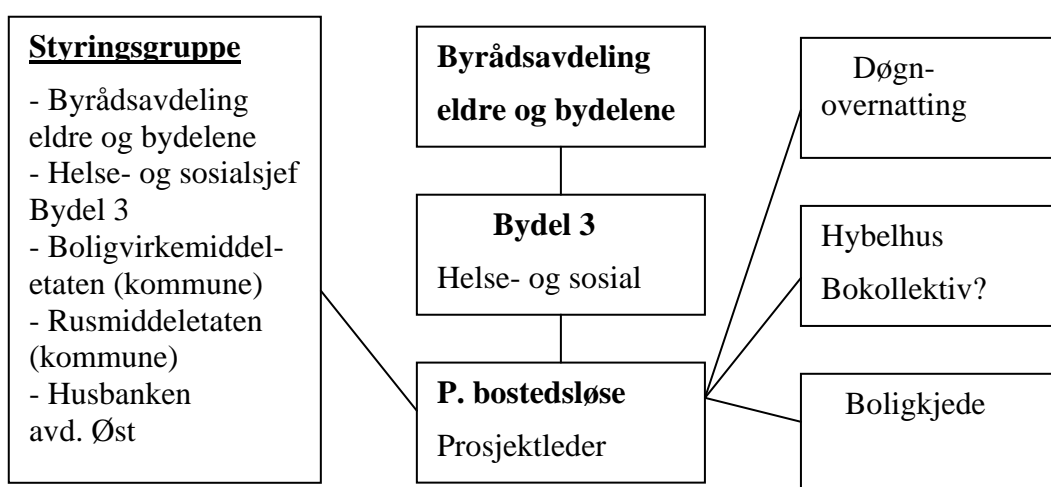 Styringsgruppe
- Byrådsavdeling
eldre og bydelene
- Helse- og sosialsjef
Bydel 3
- Boligvirkemiddel-
etaten (kommune)
- Rusmiddeletaten
(kommune)
- Husbanken
avd. Øst
Byrådsavdeling
eldre og bydelene
Bydel 3
Helse- og sosial
P. bostedsløse
Prosjektleder
Døgn-
overnatting
Hybelhus
Bokollektiv?
Boligkjede